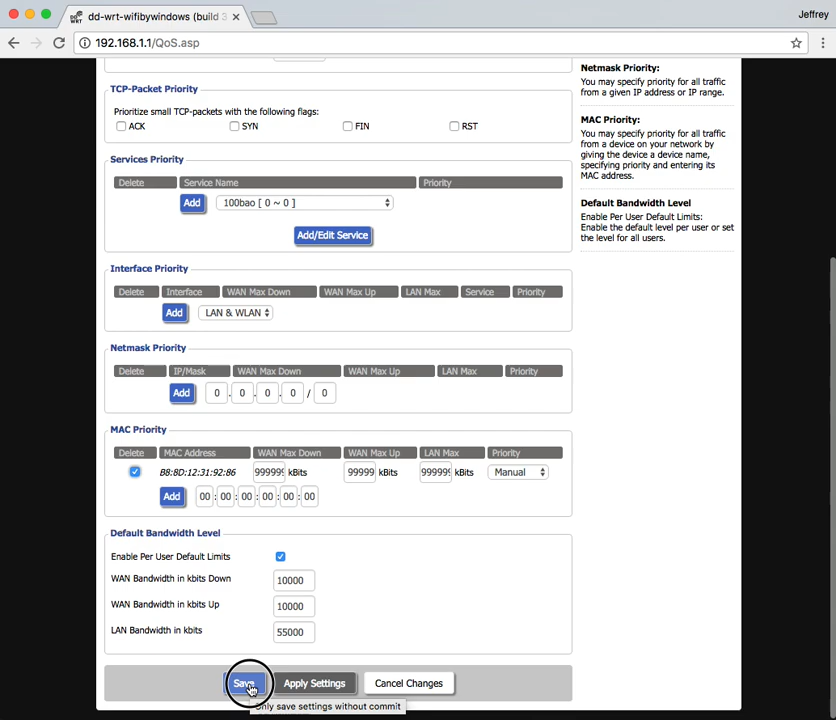 dd-wrt-wifibywindows (build 3
Jeffrey
192.168.1.1/QoS.asp
TCP-Packet Priority
Prioritize small TCP-packets with the following flags:
ACK SYN FIN RST
Services Priority
Delete Service Name Priority
Add 100bao [ 0 ~ 0 ]
Add/Edit Service
Interface Priority
Delete Interface WAN Max Down WAN Max Up LAN Max Service Priority
Add LAN & WLAN
Netmask Priority
Delete IP/Mask WAN Max Down WAN Max Up LAN Max Priority
Add 0 . 0 . 0 . 0 / 0
MAC Priority
Delete MAC Address WAN Max Down WAN Max Up LAN Max Priority
B8:8D:12:31:92:86 999999 kBits 99999 kBits 999999 kBits Manual
Add 00 : 00 : 00 : 00 : 00 : 00
Default Bandwidth Level
Enable Per User Default Limits
WAN Bandwidth in kbits Down 10000
WAN Bandwidth in kbits Up 10000
LAN Bandwidth in kbits 55000
Save Apply Settings Cancel Changes
Only save settings without commit
Netmask Priority:
You may specify priority for all traffic
from a given IP address or IP range.
MAC Priority:
You may specify priority for all traffic
from a device on your network by
giving the device a device name,
specifying priority and entering its
MAC address.
Default Bandwidth Level
Enable Per User Default Limits:
Enable the default level per user or set
the level for all users.